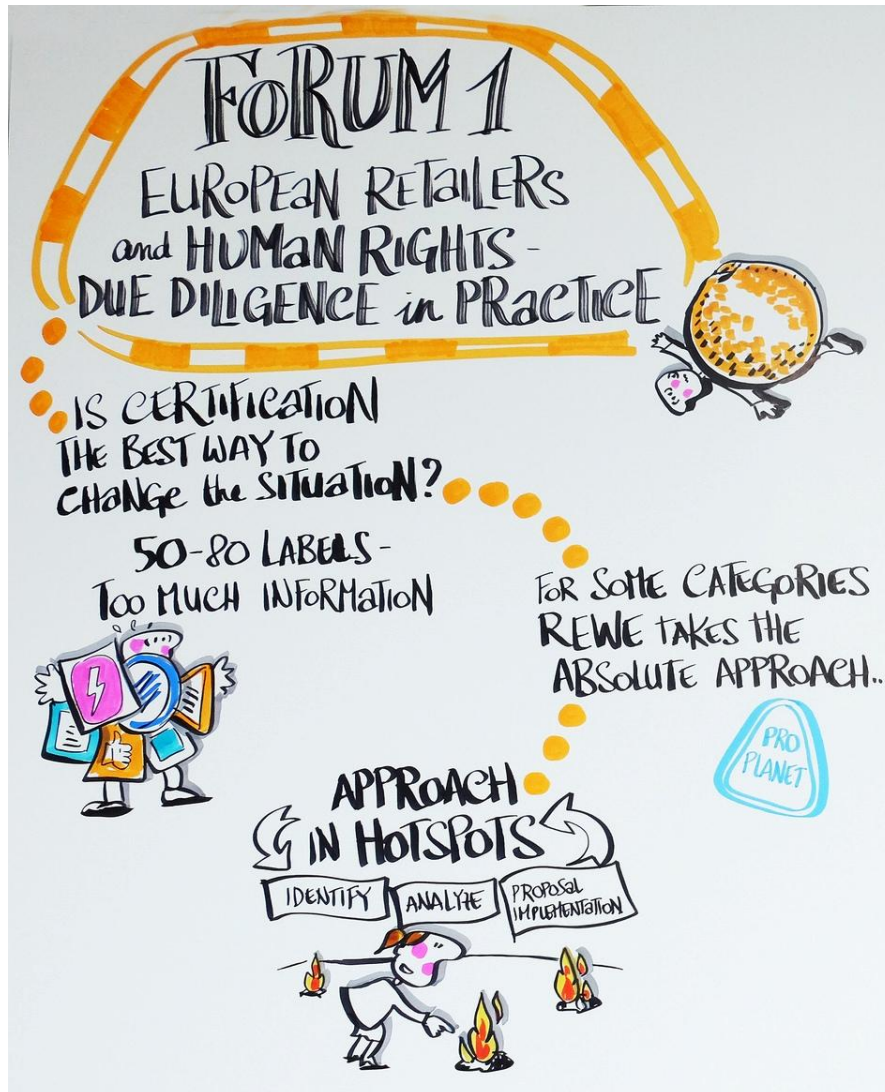 FORUM 1
EUROPEAN RETAILERS
and HUMAN RIGHTS -
DUE DILIGENCE in PRACTICE
IS CERTIFICATION
THE BEST WAY TO
CHANGE the SITUATION?
50-80 LABELS -
TOO MUCH INFORMATION
FOR SOME CATEGORIES
REWE TAKES THE
ABSOLUTE APPROACH..
PRO
PLANET
APPROACH
IN HOTSPOTS
IDENTIFY
ANALYZE
PROPOSAL
IMPLEMENTATION